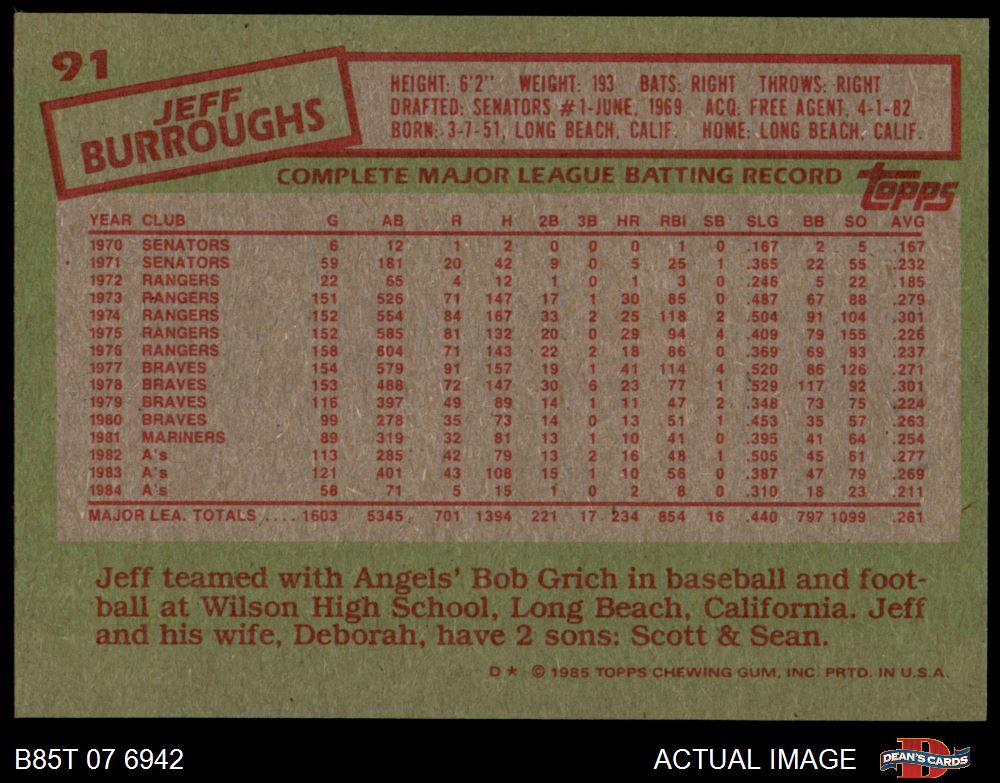 91
JEFF
BURROUGHS
HEIGHT: 6'2" WEIGHT: 193 BATS: RIGHT THROWS: RIGHT
DRAFTED: SENATORS #1-JUNE, 1969 ACQ: FREE AGENT, 4-1-82
BORN: 3-7-51, LONG BEACH, CALIF. HOME: LONG BEACH, CALIF.
COMPLETE MAJOR LEAGUE BATTING RECORD topps
YEAR CLUB G AB R H 2B 3B HR RBI SB SLG BB SO AVG
1970 SENATORS 6 12 1 2 0 0 0 1 0 .167 2 5 .167
1971 SENATORS 59 181 20 42 9 0 5 25 1 .365 22 55 .232
1972 RANGERS 22 65 4 12 1 0 1 3 0 .246 5 22 .185
1973 RANGERS 151 526 71 147 17 1 30 85 0 .487 67 88 .279
1974 RANGERS 152 554 84 167 33 2 25 118 2 .504 91 104 .301
1975 RANGERS 152 585 81 132 20 0 29 94 4 .409 79 155 .226
1976 RANGERS 158 604 71 143 22 2 18 86 0 .369 69 93 .237
1977 BRAVES 154 579 91 157 19 1 41 114 4 .520 86 126 .271
1978 BRAVES 153 488 72 147 30 6 23 77 1 .529 117 92 .301
1979 BRAVES 116 397 49 89 14 1 11 47 2 .348 73 75 .224
1980 BRAVES 99 278 35 73 14 0 13 51 1 .453 35 57 .263
1981 MARINERS 89 319 32 81 13 1 10 41 0 .395 41 64 .254
1982 A's 113 285 42 79 13 2 16 48 1 .505 45 61 .277
1983 A's 121 401 43 108 15 1 10 56 0 .387 47 79 .269
1984 A's 58 71 5 15 1 0 2 8 0 .310 18 23 .211
MAJOR LEA. TOTALS .... 1603 5345 701 1394 221 17 234 854 16 .440 797 1099 .261
Jeff teamed with Angels' Bob Grich in baseball and foot-
ball at Wilson High School, Long Beach, California. Jeff
and his wife, Deborah, have 2 sons: Scott & Sean.
D * © 1985 TOPPS CHEWING GUM, INC. PRTD. IN U.S.A.
B85T 07 6942 ACTUAL IMAGE DEAN'S CARDS